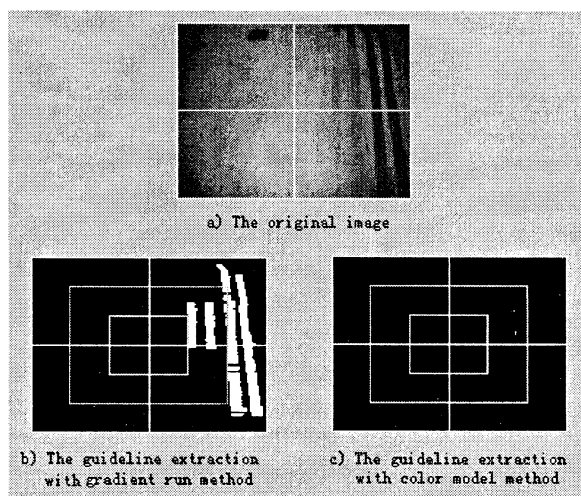 a) The original image
b) The guideline extraction
with gradient run method
c) The guideline extraction
with color model method